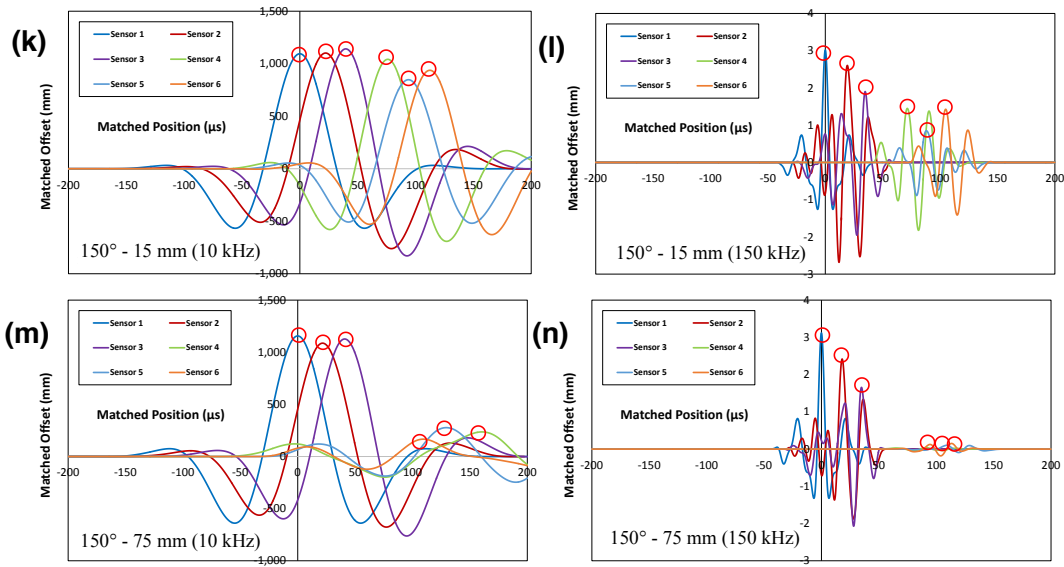 (k)
1,500
1,000
500
0
-500
-1,000
-200 -150 -100 -50 0 50 100 150 200
Sensor 1 Sensor 2
Sensor 3 Sensor 4
Sensor 5 Sensor 6
Matched Position (µs)
Matched Offset (mm)
150° - 15 mm (10 kHz)
(l)
4
3
2
1
0
-1
-2
-3
-200 -150 -100 -50 0 50 100 150 200
Sensor 1 Sensor 2
Sensor 3 Sensor 4
Sensor 5 Sensor 6
Matched Position (µs)
Matched Offset (mm)
150° - 15 mm (150 kHz)
(m)
1,500
1,000
500
0
-500
-1,000
-200 -150 -100 -50 0 50 100 150 200
Sensor 1 Sensor 2
Sensor 3 Sensor 4
Sensor 5 Sensor 6
Matched Position (µs)
Matched Offset (mm)
150° - 75 mm (10 kHz)
(n)
4
3
2
1
0
-1
-2
-3
-200 -150 -100 -50 0 50 100 150 200
Sensor 1 Sensor 2
Sensor 3 Sensor 4
Sensor 5 Sensor 6
Matched Position (µs)
Matched Offset (mm)
150° - 75 mm (150 kHz)